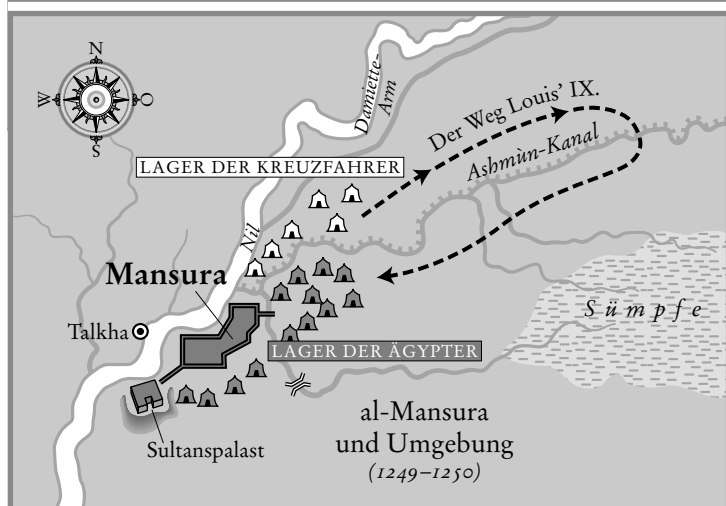 N
W
O
S
Damiette-
Arm
Der Weg Louis' IX.
Ashmùn-Kanal
LAGER DER KREUZFAHRER
Nil
Mansura
Sümpfe
Talkha
LAGER DER ÄGYPTER
Sultanspalast
al-Mansura
und Umgebung
(1249–1250)